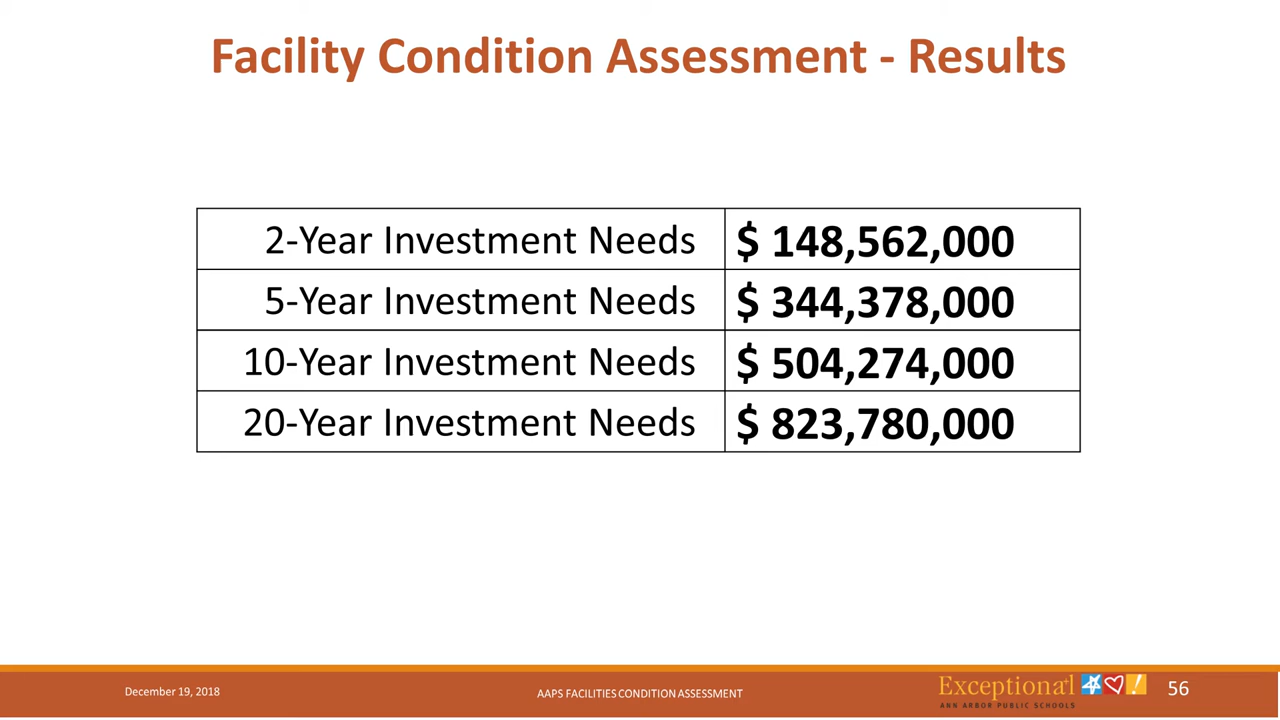 Facility Condition Assessment - Results
2-Year Investment Needs $ 148,562,000
5-Year Investment Needs $ 344,378,000
10-Year Investment Needs $ 504,274,000
20-Year Investment Needs $ 823,780,000
December 19, 2018
AAPS FACILITIES CONDITION ASSESSMENT
Exceptional
ANN ARBOR PUBLIC SCHOOLS
56